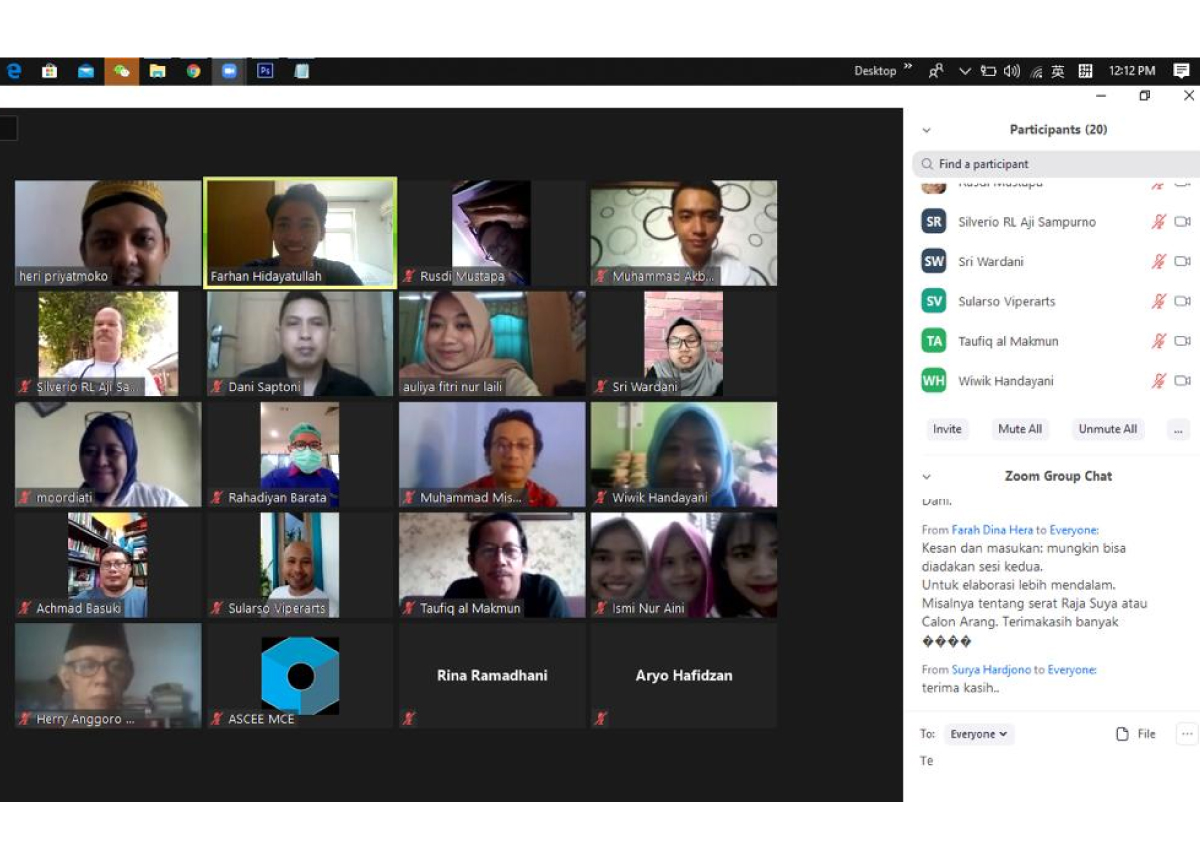 Ps
Desktop
英
拼
12:12 PM
heri priyatmoko
Farhan Hidayatullah
Rusdi Mustapa
Muhammad Akb...
Silverio RL Aji Sa...
Dani Saptoni
auliya fitri nur laili
Sri Wardani
moordiati
Rahadiyan Barata
Muhammad Mis...
Wiwik Handayani
Achmad Basuki
Sularso Viperarts
Taufiq al Makmun
Ismi Nur Aini
Herry Anggoro ...
ASCEE MCE
Rina Ramadhani
Aryo Hafidzan
Participants (20)
Find a participant
Rusdi Mustapa
SR Silverio RL Aji Sampurno
SW Sri Wardani
SV Sularso Viperarts
TA Taufiq al Makmun
WH Wiwik Handayani
Invite Mute All Unmute All ...
Zoom Group Chat
Dani.
From Farah Dina Hera to Everyone:
Kesan dan masukan: mungkin bisa
diadakan sesi kedua.
Untuk elaborasi lebih mendalam.
Misalnya tentang serat Raja Suya atau
Calon Arang. Terimakasih banyak
����
From Surya Hardjono to Everyone:
terima kasih..
To: Everyone File ...
Te